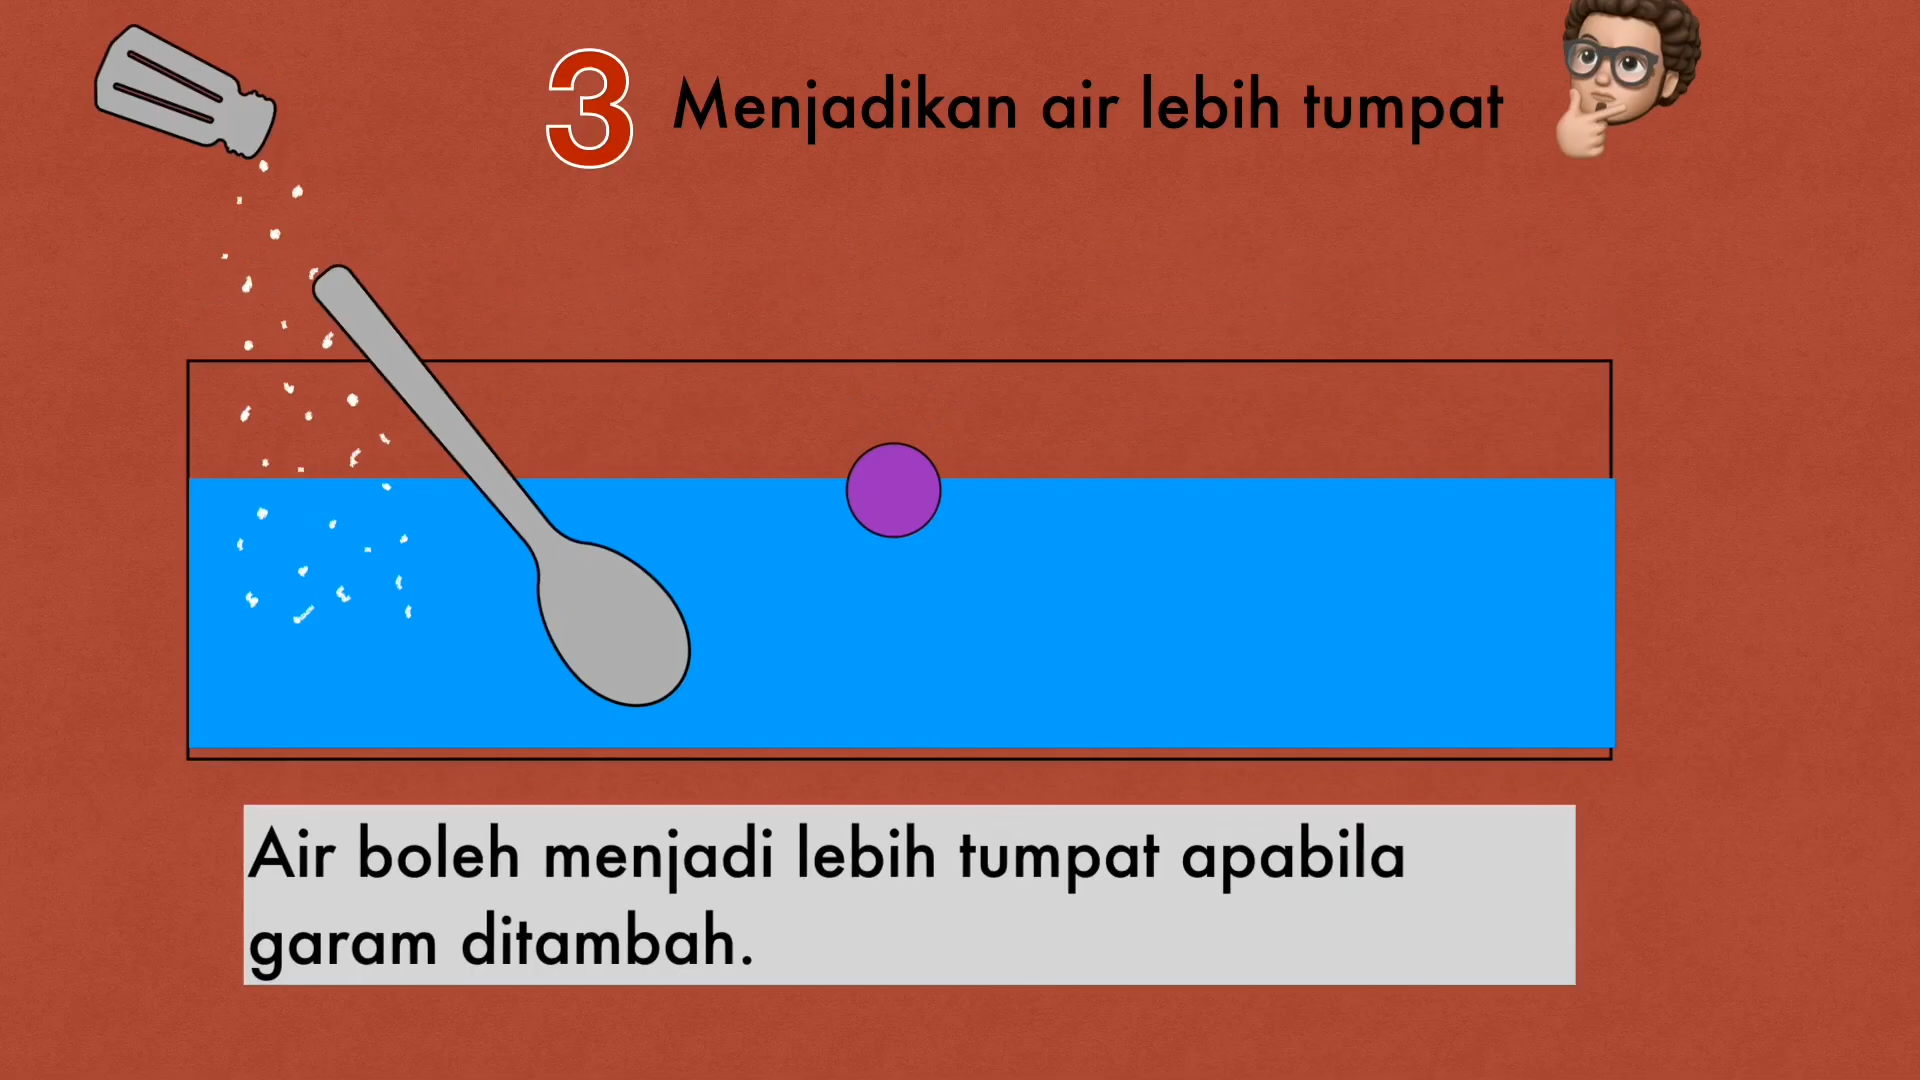 3 Menjadikan air lebih tumpat
Air boleh menjadi lebih tumpat apabila
garam ditambah.